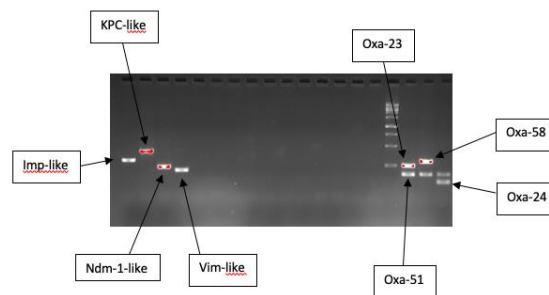 KPC-like
Oxa-23
Imp-like
Oxa-58
Oxa-24
Ndm-1-like
Vim-like
Oxa-51